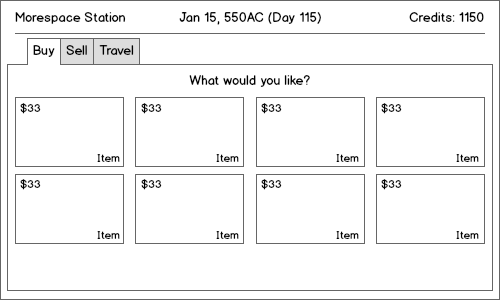 Morespace Station Jan 15, 550AC (Day 115) Credits: 1150
Buy Sell Travel
What would you like?
$33 $33 $33 $33
Item Item Item Item
$33 $33 $33 $33
Item Item Item Item